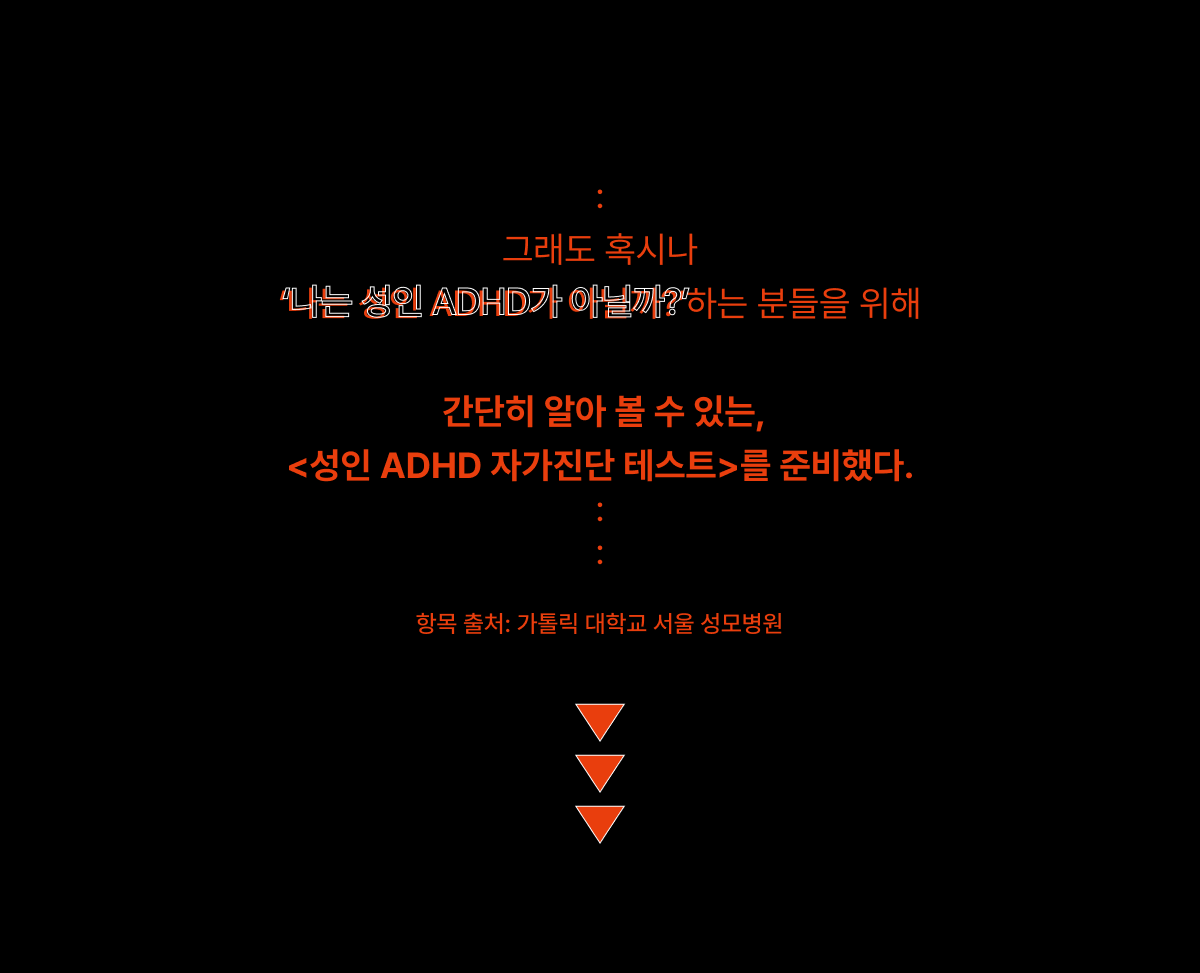 :
그래도 혹시나
‘나는 성인 ADHD가 아닐까?’하는 분들을 위해
간단히 알아 볼 수 있는,
<성인 ADHD 자가진단 테스트>를 준비했다.
:
:
항목 출처: 가톨릭 대학교 서울 성모병원